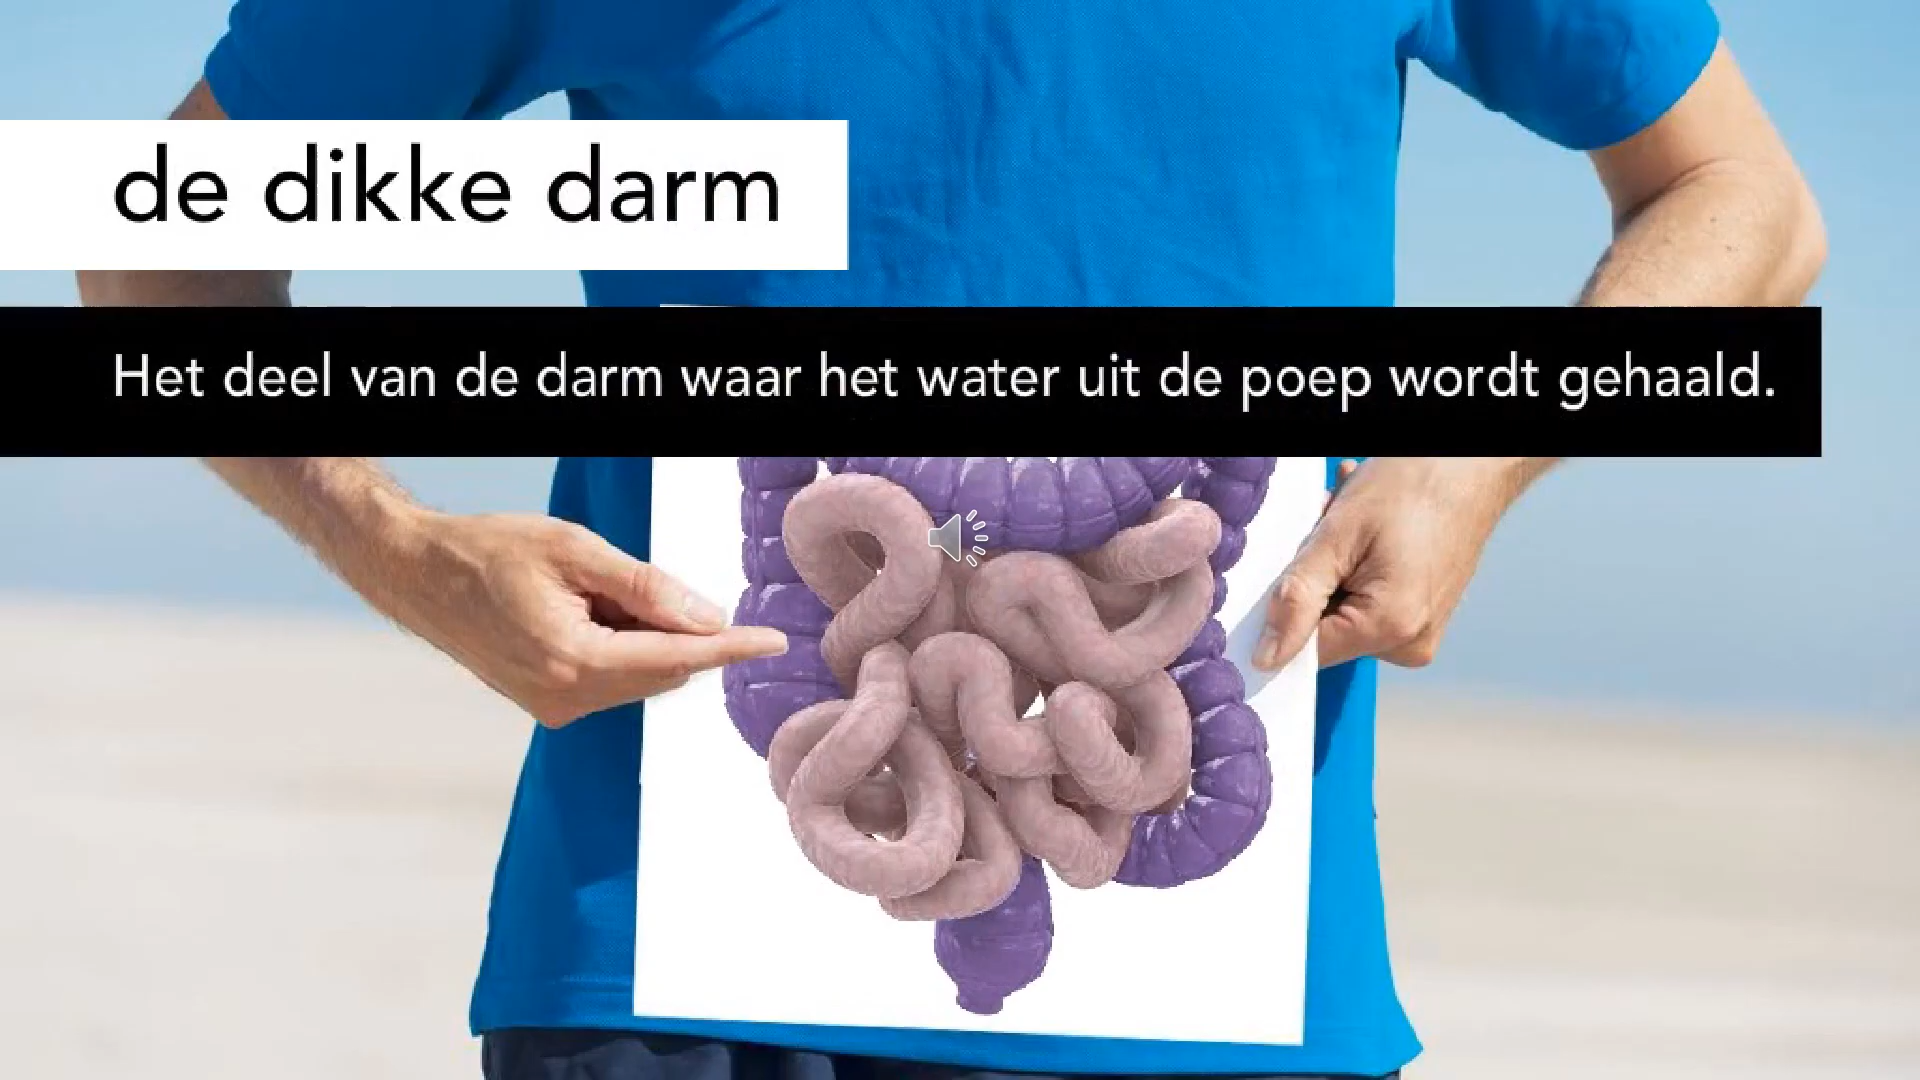 de dikke darm
Het deel van de darm waar het water uit de poep wordt gehaald.